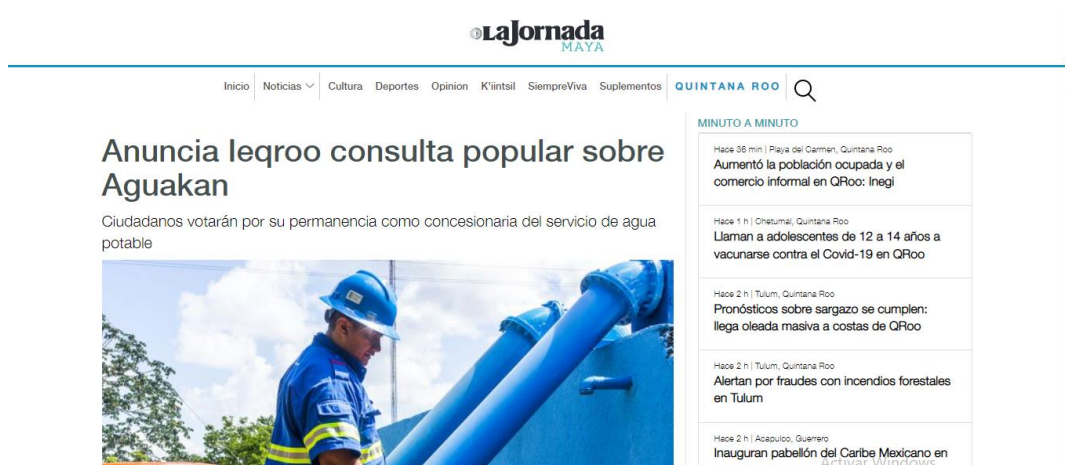 LaJornada
MAYA
Inicio Noticias Cultura Deportes Opinion K'iintsil SiempreViva Suplementos QUINTANA ROO
Anuncia Ieqroo consulta popular sobre
Aguakan
Ciudadanos votarán por su permanencia como concesionaria del servicio de agua
potable
MINUTO A MINUTO
Hace 36 min | Playa del Carmen, Quintana Roo
Aumentó la población ocupada y el
comercio informal en QRoo: Inegi
Hace 1 h | Chetumal, Quintana Roo
Llaman a adolescentes de 12 a 14 años a
vacunarse contra el Covid-19 en QRoo
Hace 2 h | Tulum, Quintana Roo
Pronósticos sobre sargazo se cumplen:
llega oleada masiva a costas de QRoo
Hace 2 h | Tulum, Quintana Roo
Alertan por fraudes con incendios forestales
en Tulum
Hace 2 h | Acapulco, Guerrero
Inauguran pabellón del Caribe Mexicano en
Activar Windows